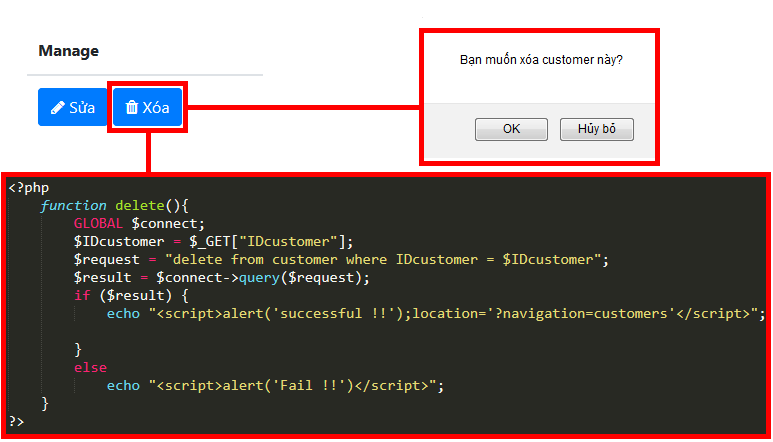 Manage
Sửa
Xóa
Bạn muốn xóa customer này?
OK
Hủy bỏ
<?php
function delete(){
GLOBAL $connect;
$IDcustomer = $_GET["IDcustomer"];
$request = "delete from customer where IDcustomer = $IDcustomer";
$result = $connect->query($request);
if ($result) {
echo "<script>alert('successful !!');location='?navigation=customers'</script>";
}
else
echo "<script>alert('Fail !!')</script>";
}
?>